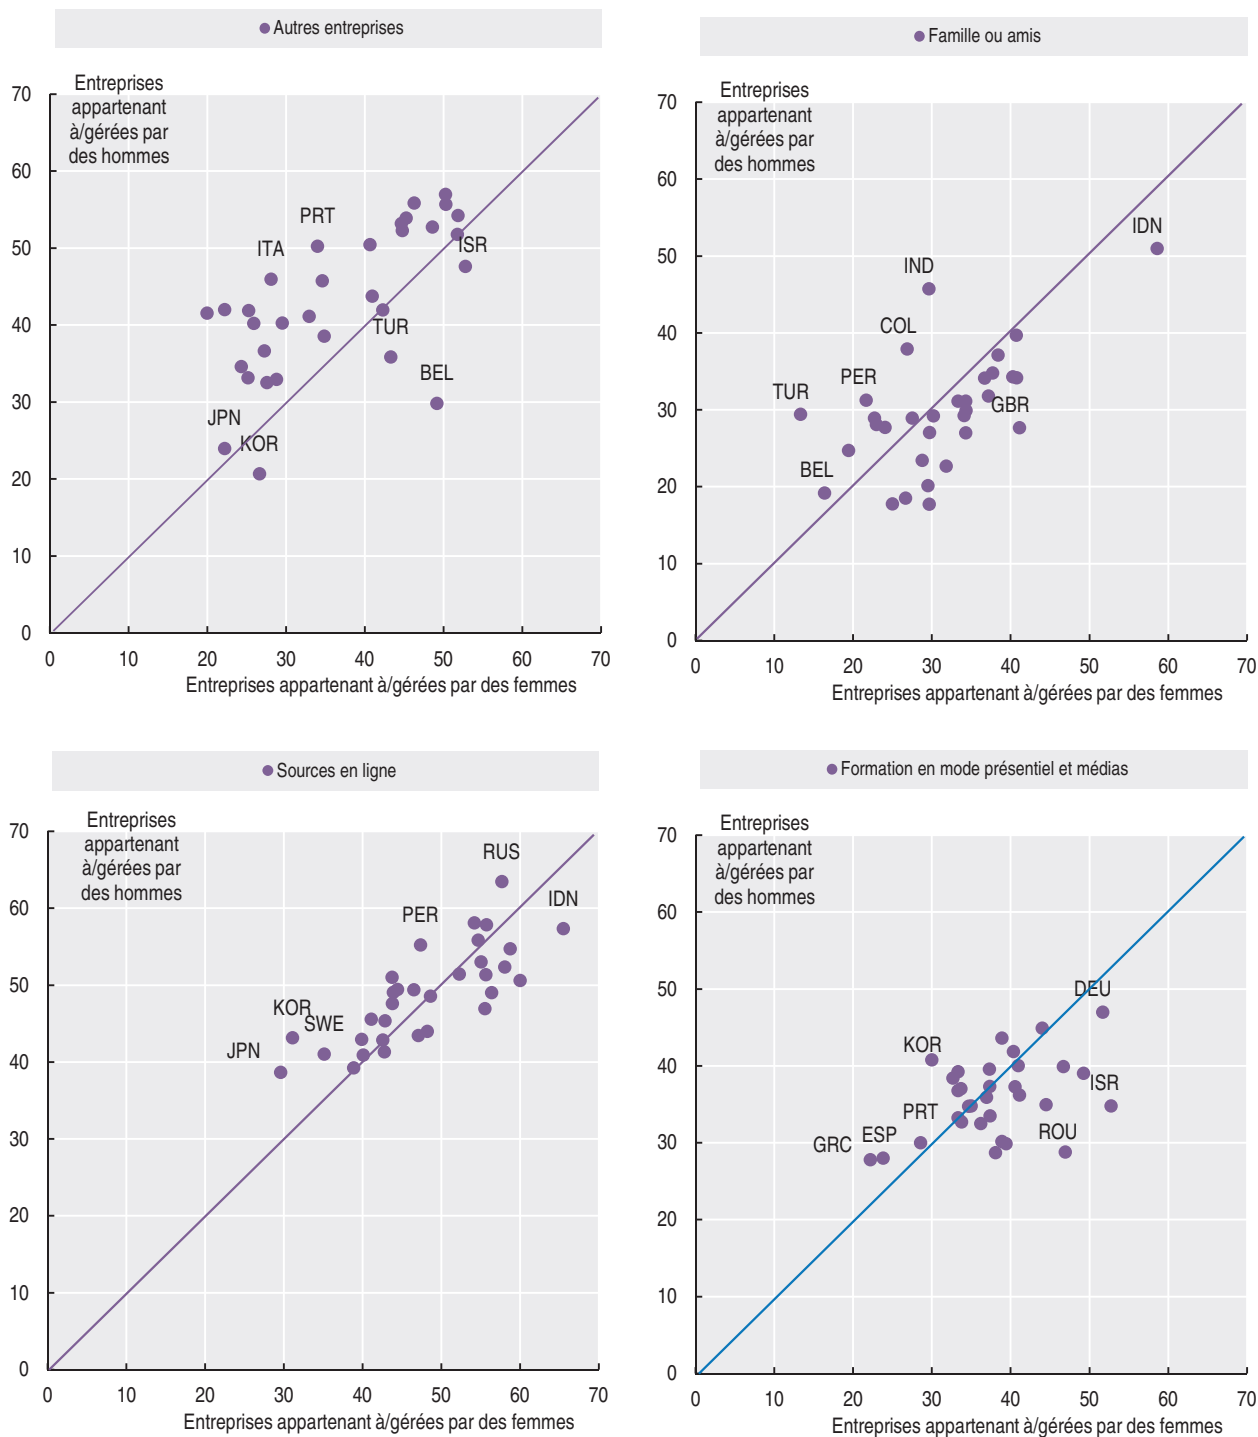 Autres entreprises
Entreprises
appartenant
à/gérées par
des hommes
70
60
50
40
30
20
10
0
PRT
ITA
ISR
TUR
BEL
JPN
KOR
0 10 20 30 40 50 60 70
Entreprises appartenant à/gérées par des femmes
Famille ou amis
Entreprises
appartenant
à/gérées par
des hommes
70
60
50
40
30
20
10
0
IDN
IND
COL
PER
TUR
GBR
BEL
0 10 20 30 40 50 60 70
Entreprises appartenant à/gérées par des femmes
Sources en ligne
Entreprises
appartenant
à/gérées par
des hommes
70
60
50
40
30
20
10
0
RUS
IDN
PER
KOR
SWE
JPN
0 10 20 30 40 50 60 70
Entreprises appartenant à/gérées par des femmes
Formation en mode présentiel et médias
Entreprises
appartenant
à/gérées par
des hommes
70
60
50
40
30
20
10
0
DEU
KOR
ISR
PRT
ESP
GRC
ROU
0 10 20 30 40 50 60 70
Entreprises appartenant à/gérées par des femmes